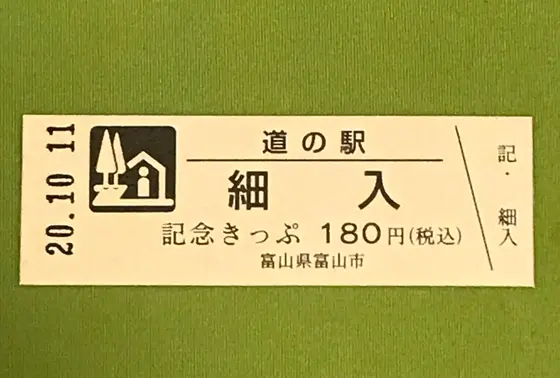 20.10 11
道の駅
細 入
記念きっぷ 180円(税込)
富山県富山市
記・細入